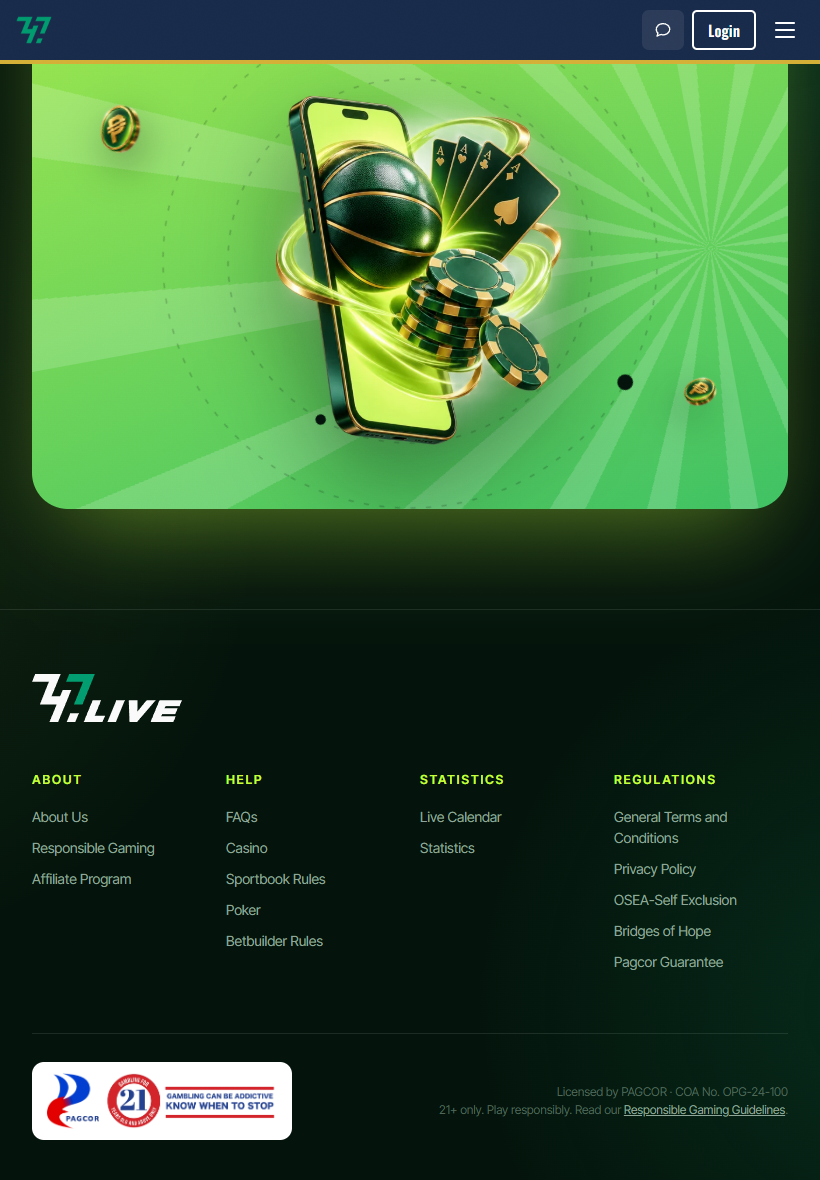 Login
A
A
A
A
747.LIVE
ABOUT
HELP
STATISTICS
REGULATIONS
About Us
Responsible Gaming
Affiliate Program
FAQs
Casino
Sportbook Rules
Poker
Betbuilder Rules
Live Calendar
Statistics
General Terms and
Conditions
Privacy Policy
OSEA-Self Exclusion
Bridges of Hope
Pagcor Guarantee
PAGCOR
GAMBLING FOR
21
GAMBLING CAN BE ADDICTIVE
KNOW WHEN TO STOP
Licensed by PAGCOR · COA No. OPG-24-100
21+ only. Play responsibly. Read our Responsible Gaming Guidelines.